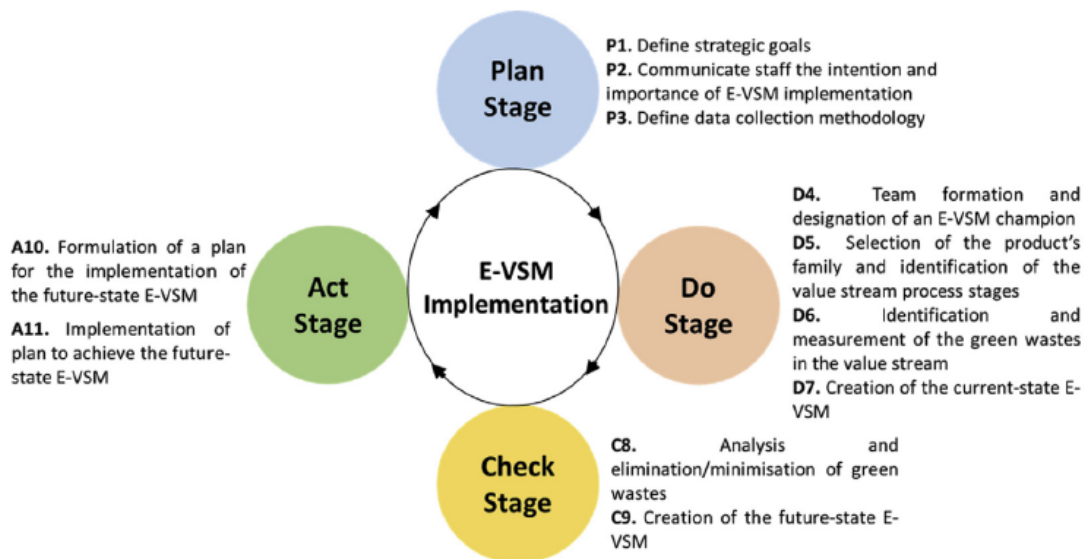 Plan
Stage
P1. Define strategic goals
P2. Communicate staff the intention and
importance of E-VSM implementation
P3. Define data collection methodology
E-VSM
Implementation
Do
Stage
D4. Team formation and
designation of an E-VSM champion
D5. Selection of the product's
family and identification of the
value stream process stages
D6. Identification and
measurement of the green wastes
in the value stream
D7. Creation of the current-state E-
VSM
Check
Stage
C8. Analysis and
elimination/minimisation of green
wastes
C9. Creation of the future-state E-
VSM
Act
Stage
A10. Formulation of a plan
for the implementation of
the future-state E-VSM
A11. Implementation of
plan to achieve the future-
state E-VSM